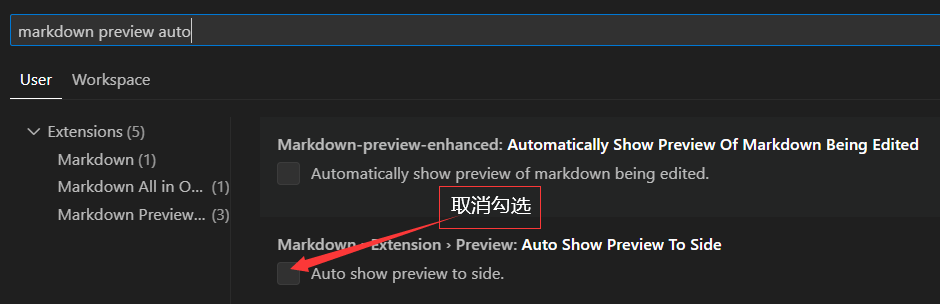 markdown preview auto
User
Workspace
Extensions (5)
Markdown (1)
Markdown All in O... (1)
Markdown Preview... (3)
Markdown-preview-enhanced: Automatically Show Preview Of Markdown Being Edited
Automatically show preview of markdown being edited.
取消勾选
Markdown › Extension › Preview: Auto Show Preview To Side
Auto show preview to side.